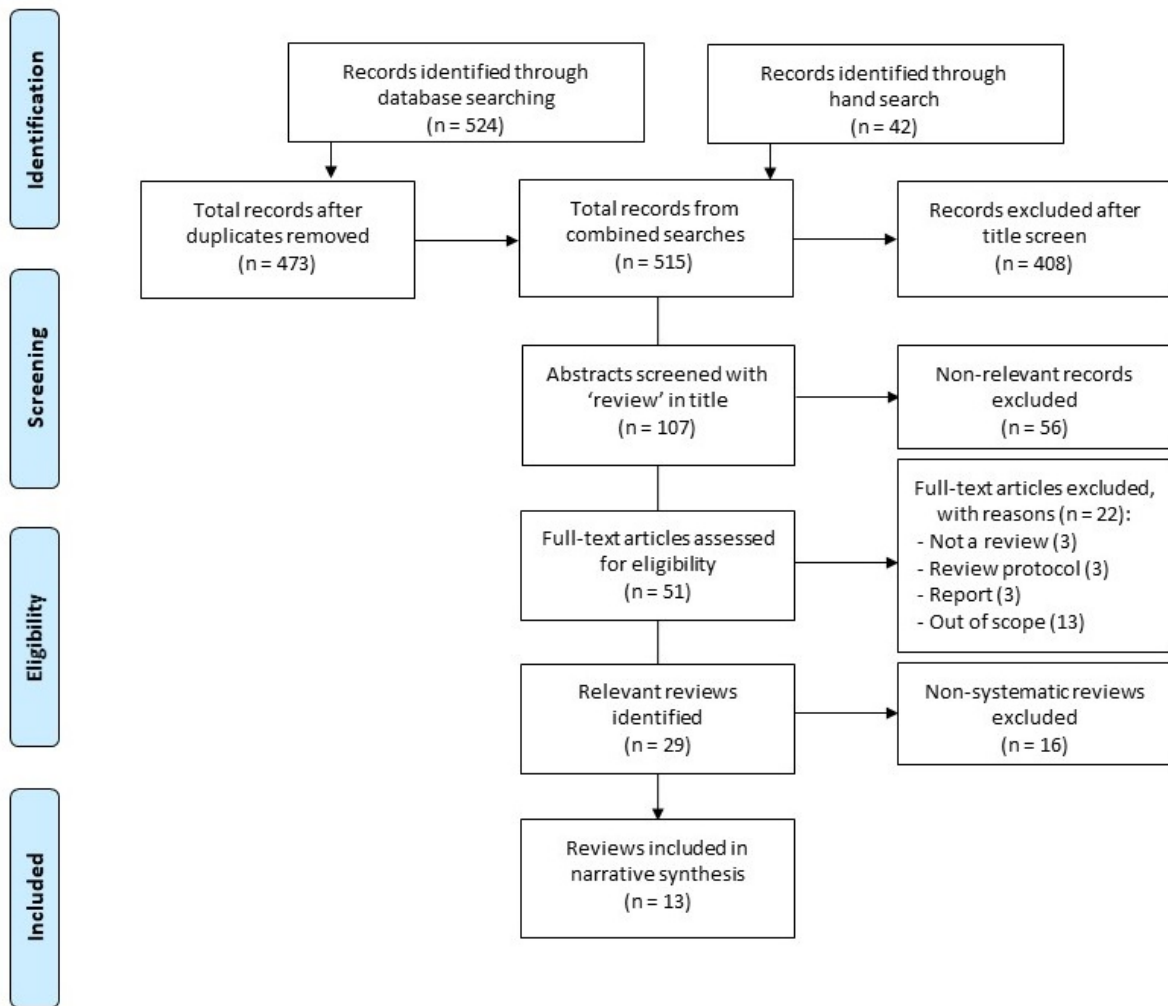 Identification
Records identified through
database searching
(n = 524)
Records identified through
hand search
(n = 42)
Total records after
duplicates removed
(n = 473)
Total records from
combined searches
(n = 515)
Records excluded after
title screen
(n = 408)
Screening
Abstracts screened with
‘review’ in title
(n = 107)
Non-relevant records
excluded
(n = 56)
Eligibility
Full-text articles assessed
for eligibility
(n = 51)
Full-text articles excluded,
with reasons (n = 22):
- Not a review (3)
- Review protocol (3)
- Report (3)
- Out of scope (13)
Relevant reviews
identified
(n = 29)
Non-systematic reviews
excluded
(n = 16)
Included
Reviews included in
narrative synthesis
(n = 13)